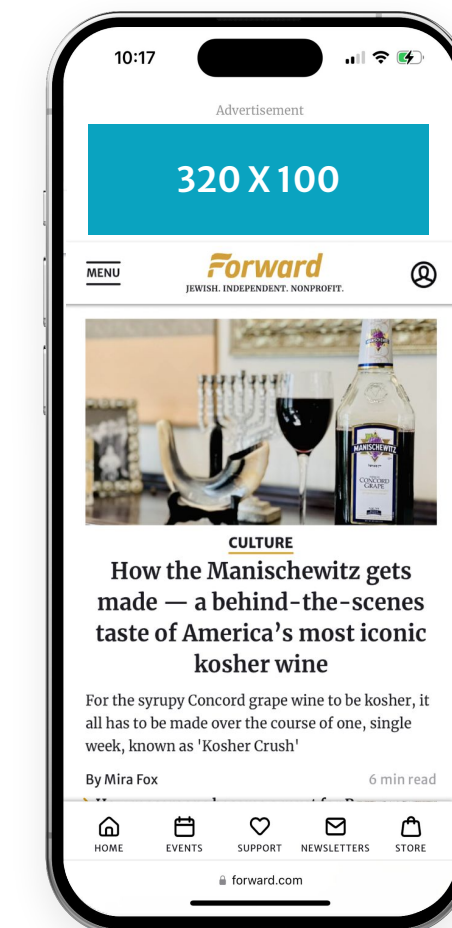 10:17
Advertisement
320 X 100
MENU
Forward
JEWISH. INDEPENDENT. NONPROFIT.
MANISCHEWITZ
CONCORD
GRAPE
CULTURE
How the Manischewitz gets
made — a behind-the-scenes
taste of America’s most iconic
kosher wine
For the syrupy Concord grape wine to be kosher, it
all has to be made over the course of one, single
week, known as 'Kosher Crush'
By Mira Fox
6 min read
HOME
EVENTS
SUPPORT
NEWSLETTERS
STORE
forward.com